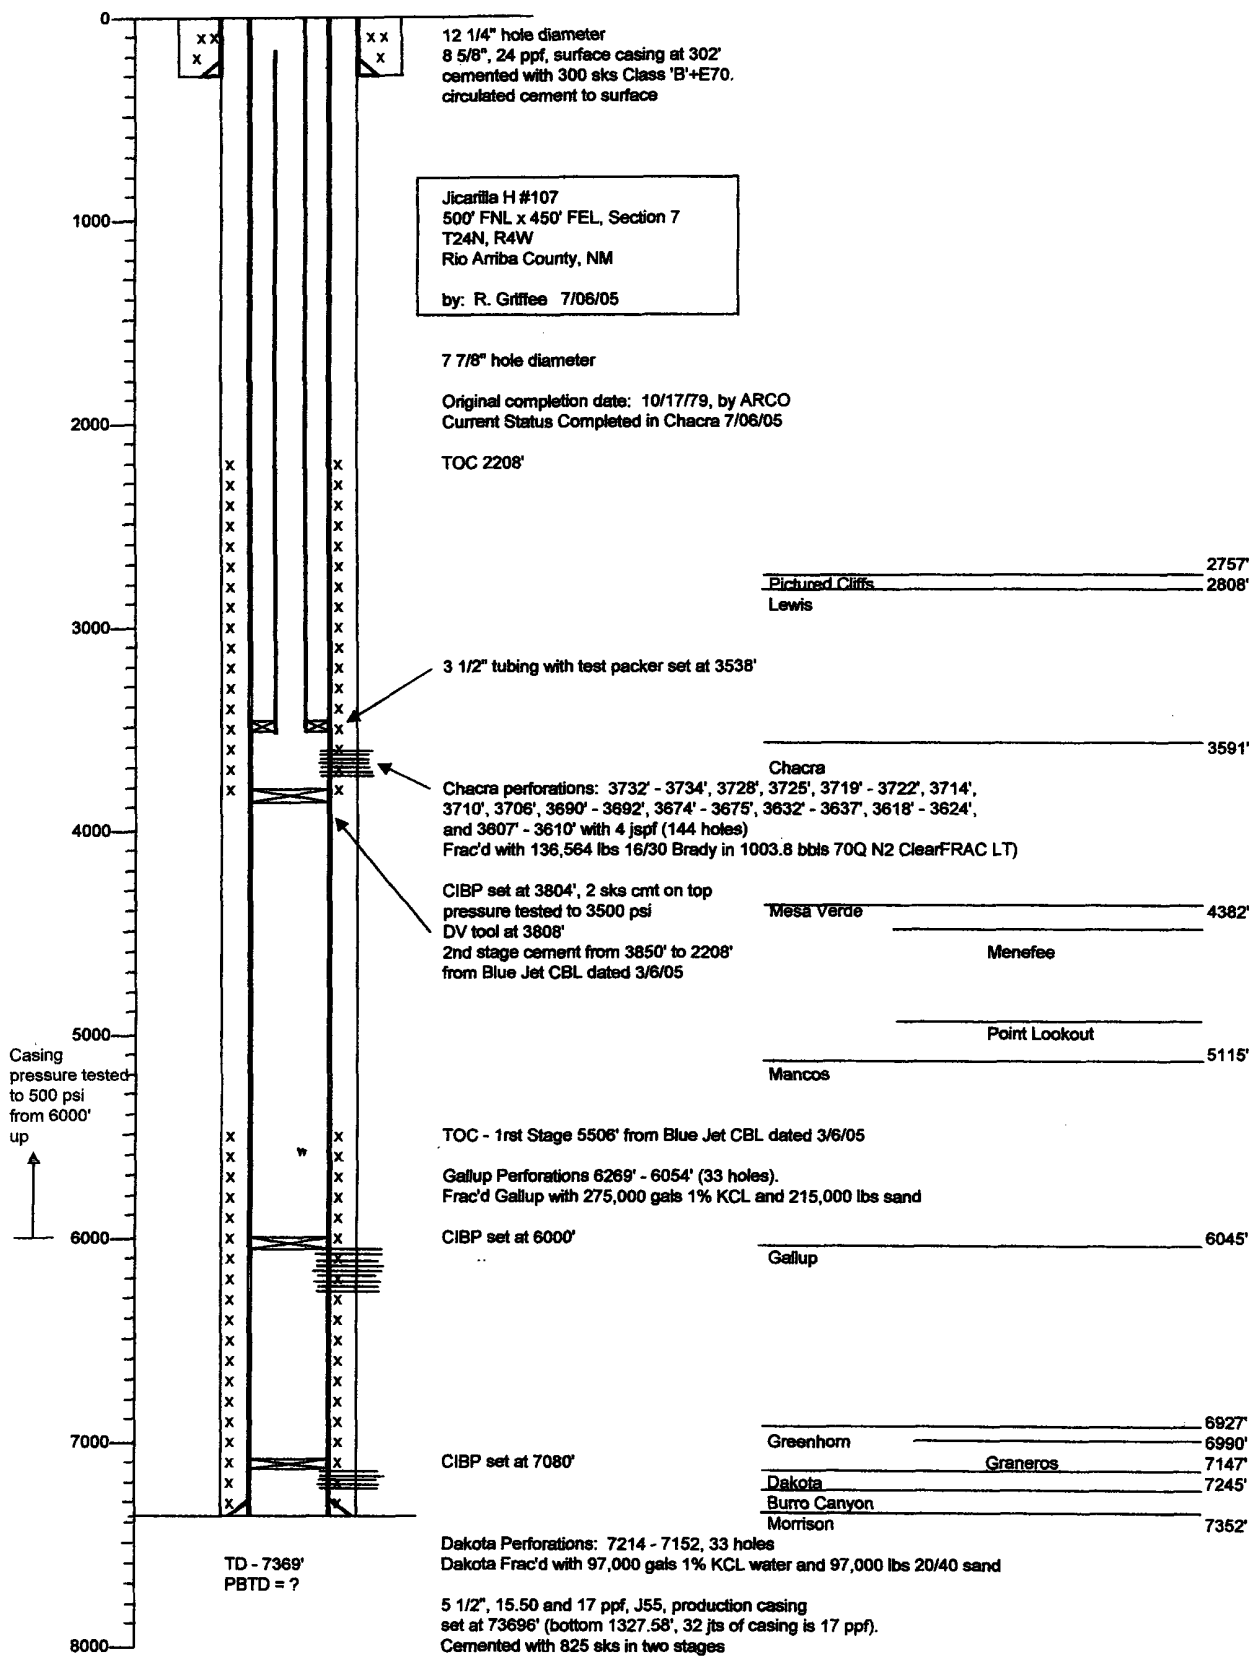 0
12 1/4" hole diameter
8 5/8", 24 ppf, surface casing at 302'
cemented with 300 sks Class 'B'+E70.
circulated cement to surface
Jicarilla H #107
500' FNL x 450' FEL, Section 7
T24N, R4W
Rio Arriba County, NM
by: R. Griffee 7/06/05
1000
7 7/8" hole diameter
Original completion date: 10/17/79, by ARCO
Current Status Completed in Chacra 7/06/05
2000
TOC 2208'
2757'
Pictured Cliffs
2808'
Lewis
3000
3 1/2" tubing with test packer set at 3538'
3591'
Chacra
Chacra perforations: 3732' - 3734', 3728', 3725', 3719' - 3722', 3714',
3710', 3706', 3690' - 3692', 3674' - 3675', 3632' - 3637', 3618' - 3624',
and 3607' - 3610' with 4 jspf (144 holes)
Frac'd with 136,564 lbs 16/30 Brady in 1003.8 bbls 70Q N2 ClearFRAC LT)
4000
CIBP set at 3804', 2 sks cmt on top
pressure tested to 3500 psi
DV tool at 3808'
2nd stage cement from 3850' to 2208'
from Blue Jet CBL dated 3/6/05
Mesa Verde
4382'
Menefee
5000
Point Lookout
5115'
Mancos
Casing
pressure tested
to 500 psi
from 6000'
up
TOC - 1rst Stage 5506' from Blue Jet CBL dated 3/6/05
Gallup Perforations 6269' - 6054' (33 holes).
Frac'd Gallup with 275,000 gals 1% KCL and 215,000 lbs sand
6000
CIBP set at 6000'
6045'
Gallup
6927'
7000
Greenhorn
6990'
CIBP set at 7080'
Graneros
7147'
Dakota
7245'
Burro Canyon
Morrison
7352'
TD - 7369'
PBTD = ?
Dakota Perforations: 7214 - 7152, 33 holes
Dakota Frac'd with 97,000 gals 1% KCL water and 97,000 lbs 20/40 sand
5 1/2", 15.50 and 17 ppf, J55, production casing
set at 73696' (bottom 1327.58', 32 jts of casing is 17 ppf).
Cemented with 825 sks in two stages
8000